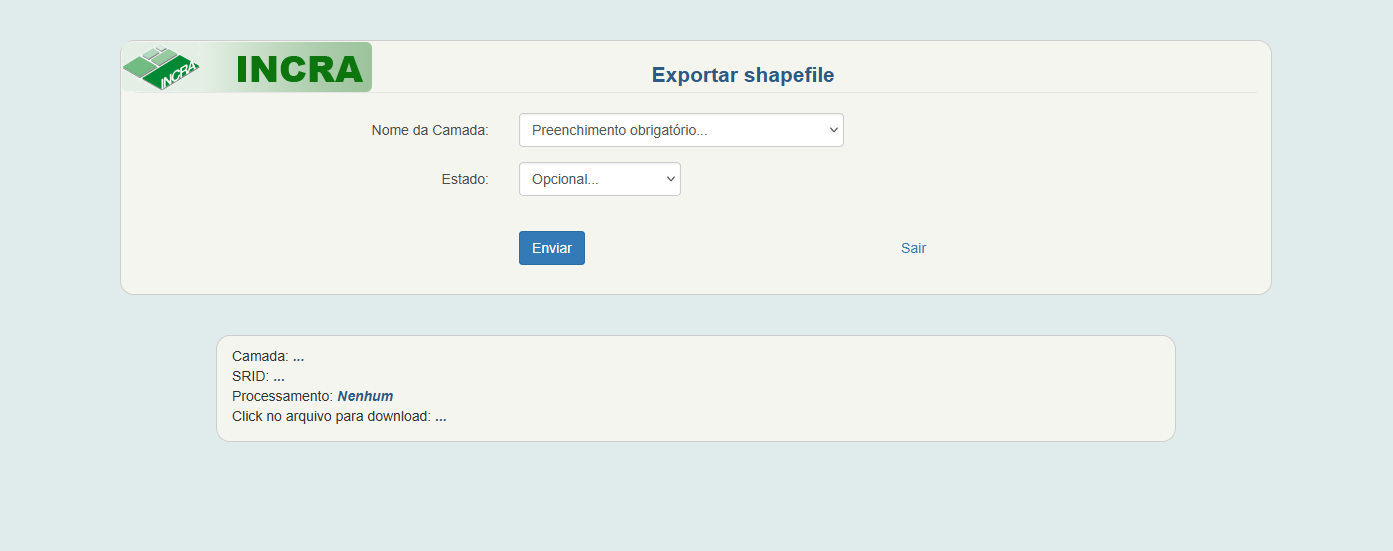 INCRA
INCRA
Exportar shapefile
Nome da Camada: Preenchimento obrigatório...
Estado: Opcional...
Enviar Sair
Camada: ...
SRID: ...
Processamento: Nenhum
Click no arquivo para download: ...